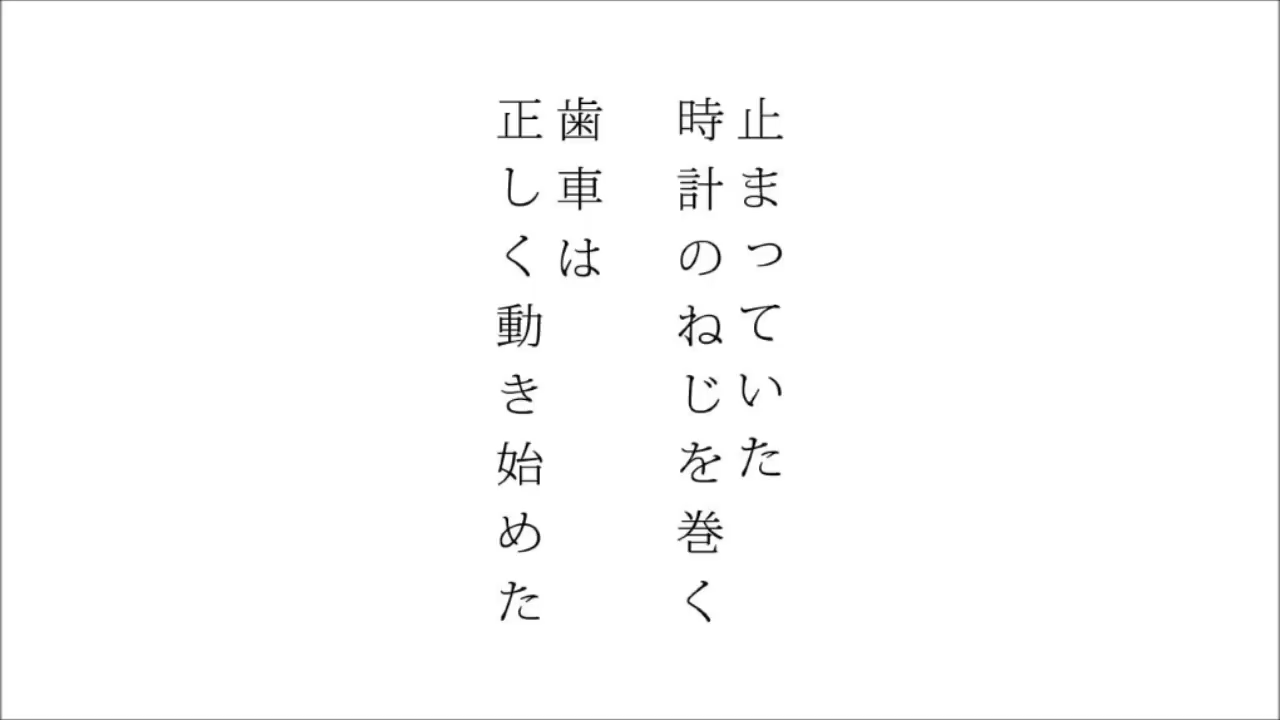 止まっていた
時計のねじを巻く
歯車は
正しく動き始めた